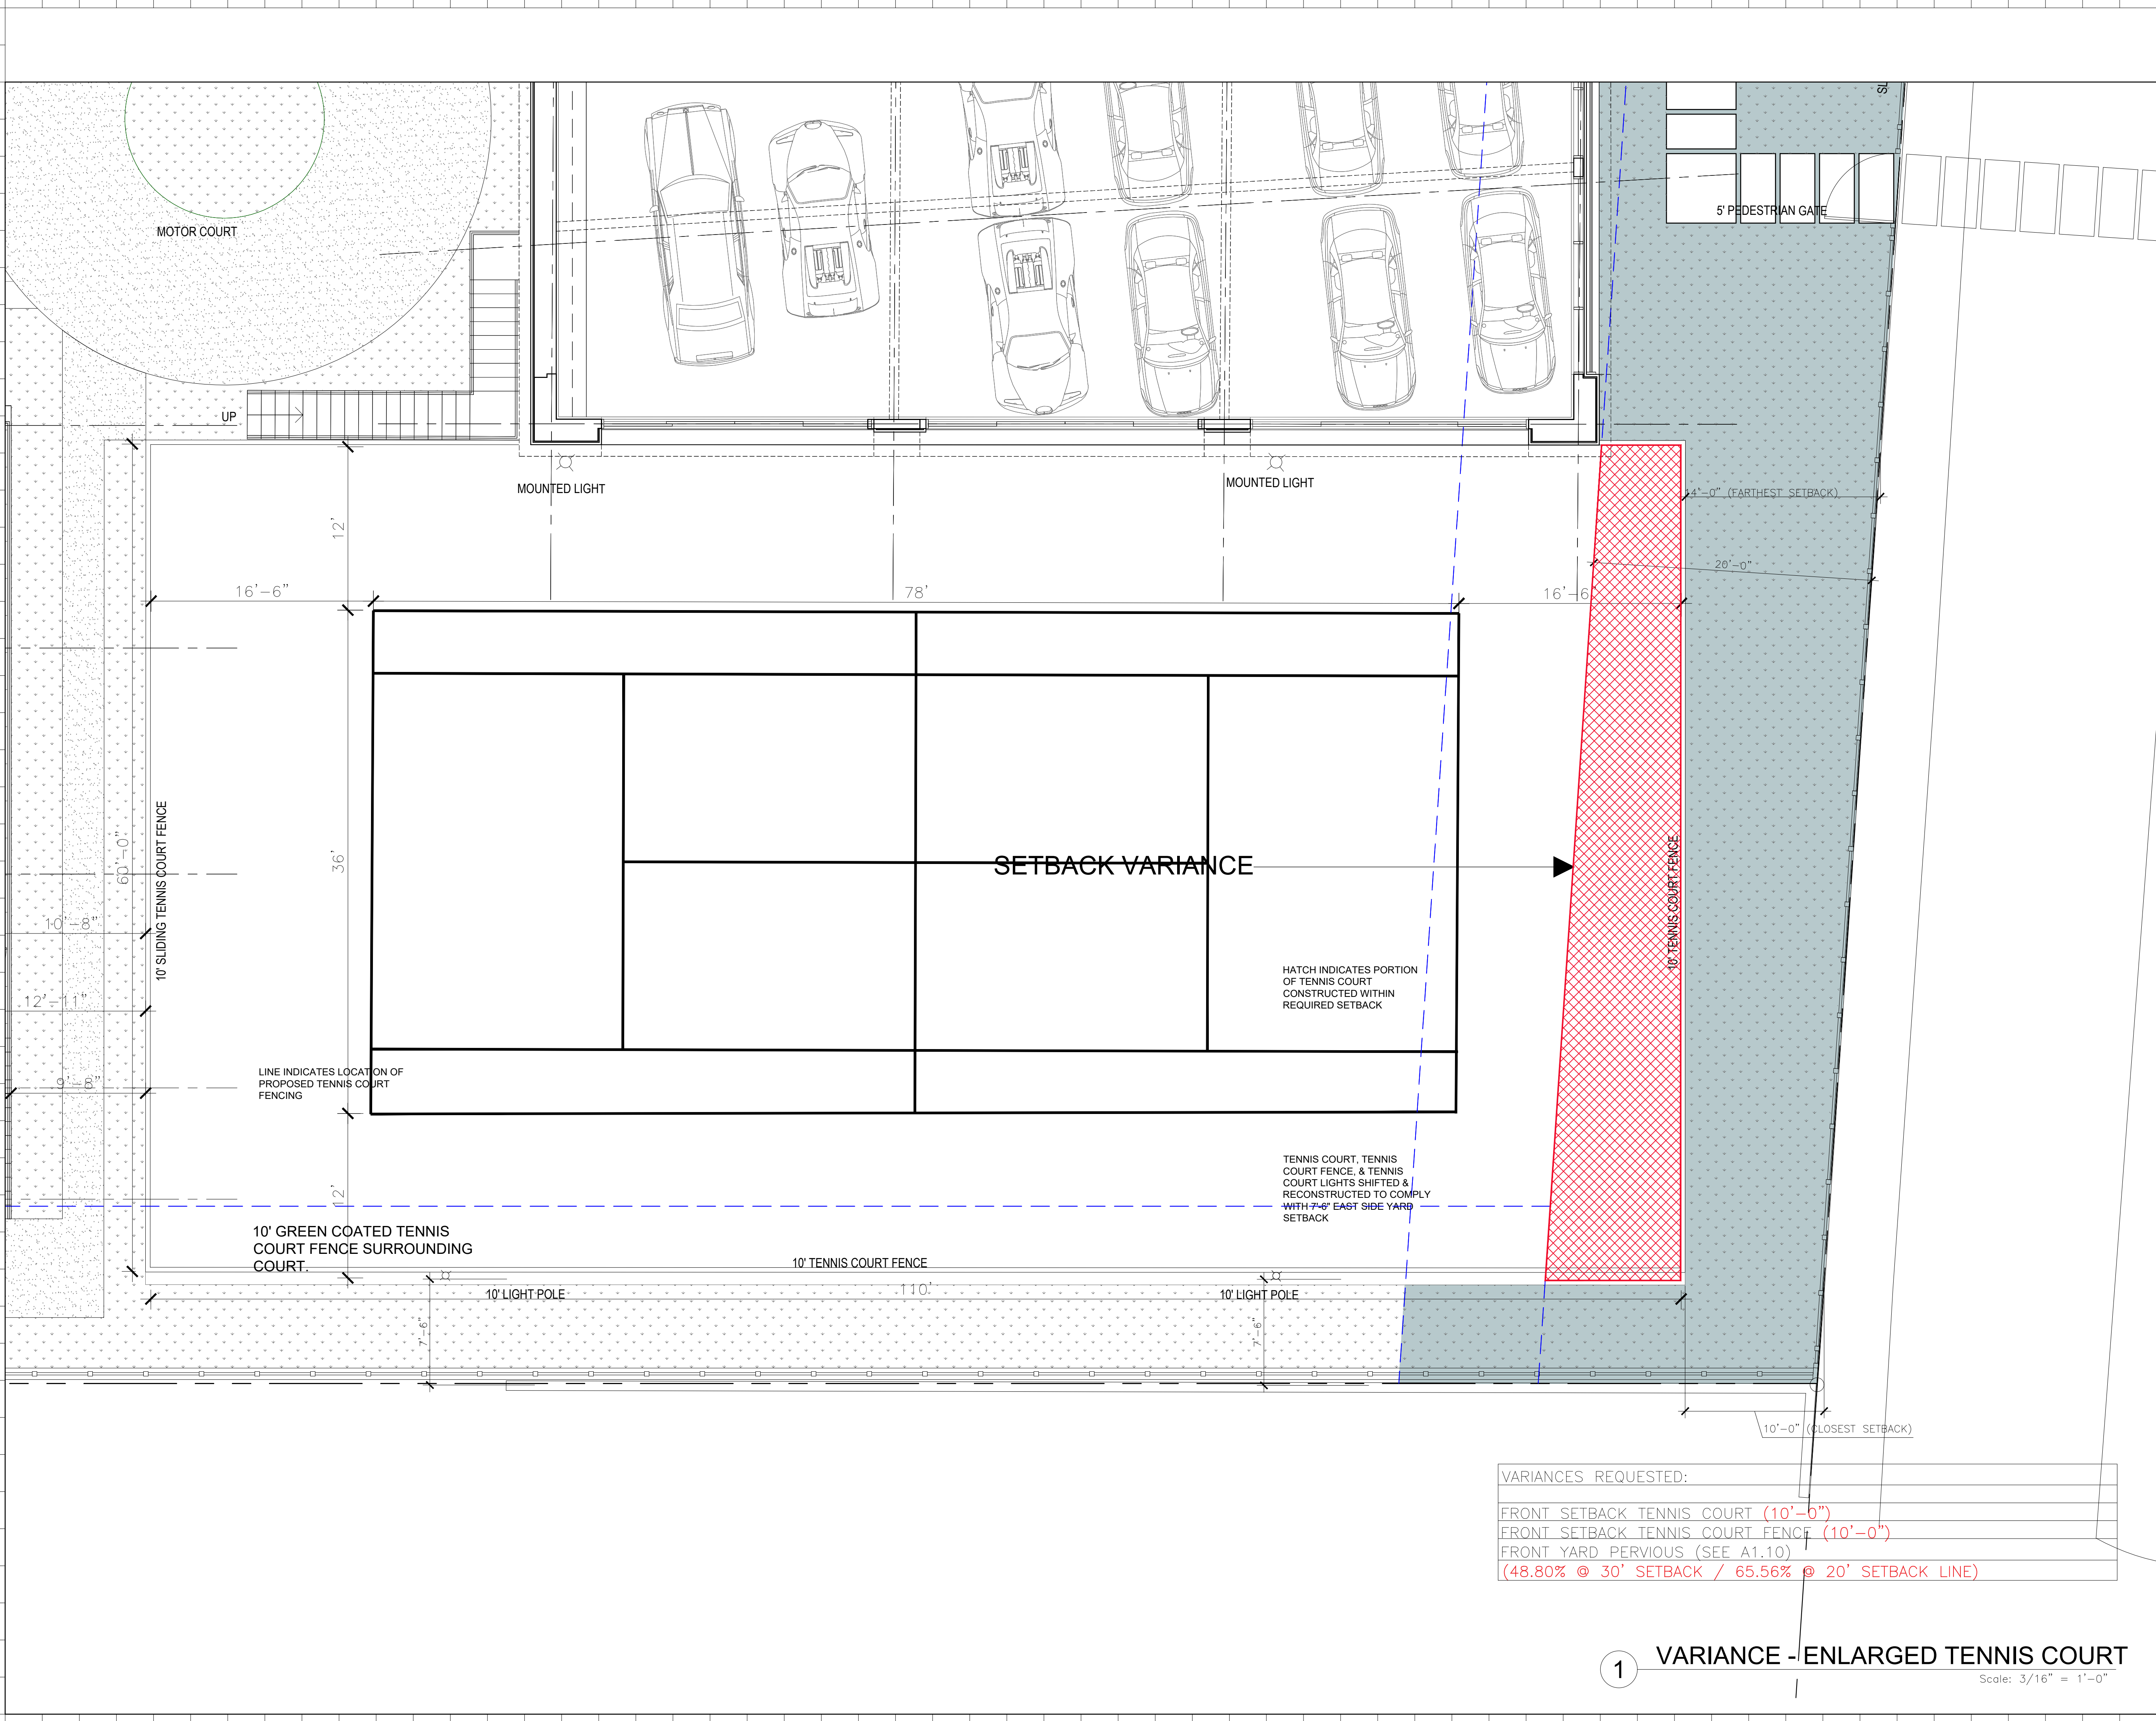 SL
MOTOR COURT
5' PEDESTRIAN GATE
UP
MOUNTED LIGHT
MOUNTED LIGHT
14'-0" (FARTHEST SETBACK)
12'
20'-0"
16'-6"
78'
16'-6
10' SLIDING TENNIS COURT FENCE
60'-0"
36'
SETBACK VARIANCE
10' TENNIS COURT FENCE
10'-8"
12'-11"
HATCH INDICATES PORTION
OF TENNIS COURT
CONSTRUCTED WITHIN
REQUIRED SETBACK
LINE INDICATES LOCATION OF
PROPOSED TENNIS COURT
FENCING
9'-8"
TENNIS COURT, TENNIS
COURT FENCE, & TENNIS
COURT LIGHTS SHIFTED &
RECONSTRUCTED TO COMPLY
WITH 7'-6" EAST SIDE YARD
SETBACK
12'
10' GREEN COATED TENNIS
COURT FENCE SURROUNDING
COURT.
10' TENNIS COURT FENCE
10' LIGHT POLE
110'
10' LIGHT POLE
7'-6"
7'-6"
10'-0" (CLOSEST SETBACK)
VARIANCES REQUESTED:
FRONT SETBACK TENNIS COURT (10'-0")
FRONT SETBACK TENNIS COURT FENCE (10'-0")
FRONT YARD PERVIOUS (SEE A1.10)
(48.80% @ 30' SETBACK / 65.56% @ 20' SETBACK LINE)
1
VARIANCE - ENLARGED TENNIS COURT
Scale: 3/16" = 1'-0"